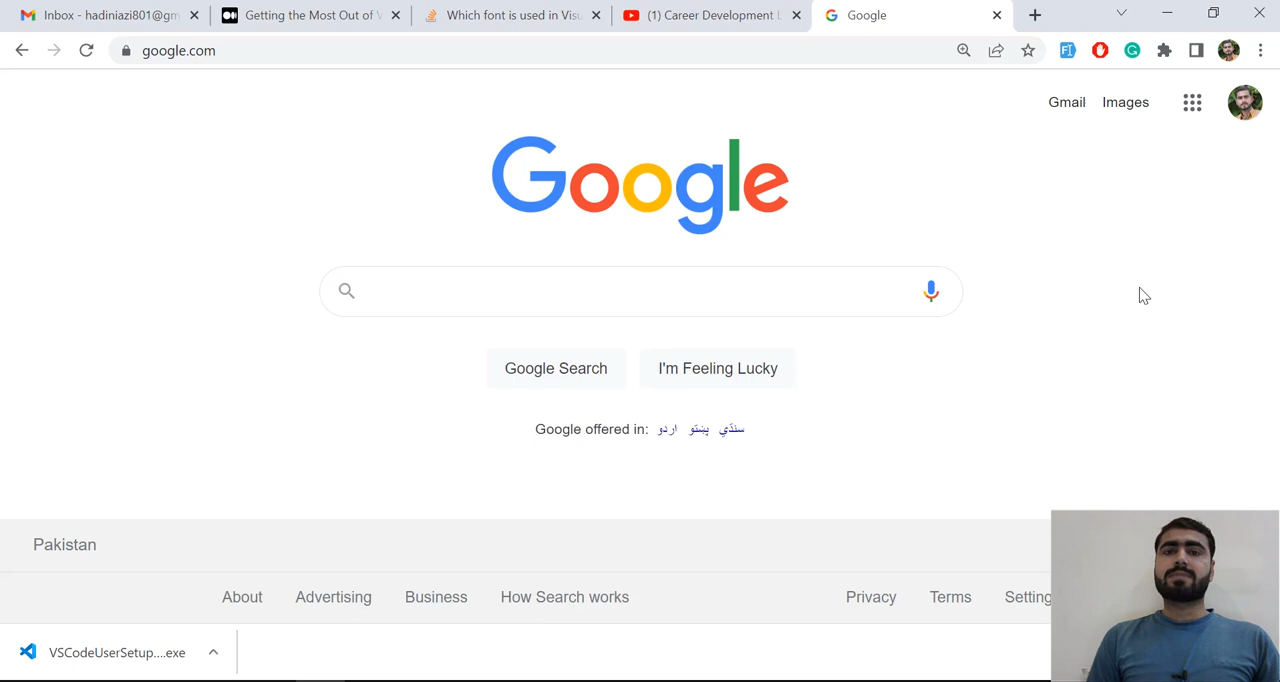 Inbox - hadiniazi801@gm
Getting the Most Out of V
Which font is used in Visu
(1) Career Development L
Google
google.com
Gmail Images
Google
Google Search I'm Feeling Lucky
Google offered in: اردو پښتو سنڌي
Pakistan
About Advertising Business How Search works Privacy Terms Setting
VSCodeUserSetup....exe